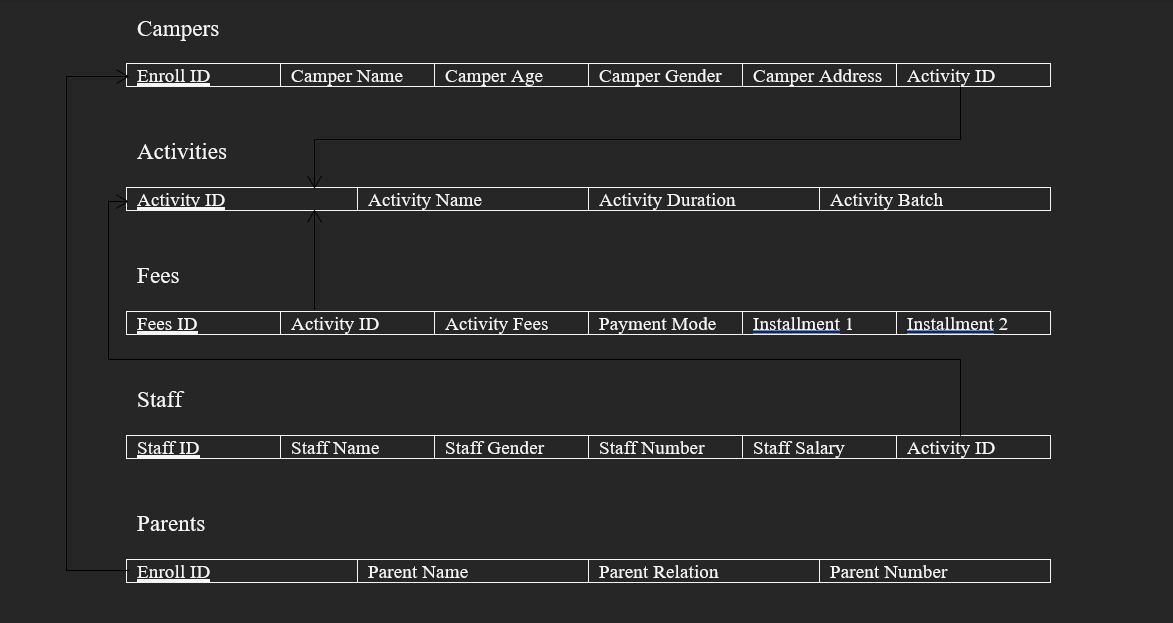 Campers
Enroll ID Camper Name Camper Age Camper Gender Camper Address Activity ID
Activities
Activity ID Activity Name Activity Duration Activity Batch
Fees
Fees ID Activity ID Activity Fees Payment Mode Installment 1 Installment 2
Staff
Staff ID Staff Name Staff Gender Staff Number Staff Salary Activity ID
Parents
Enroll ID Parent Name Parent Relation Parent Number